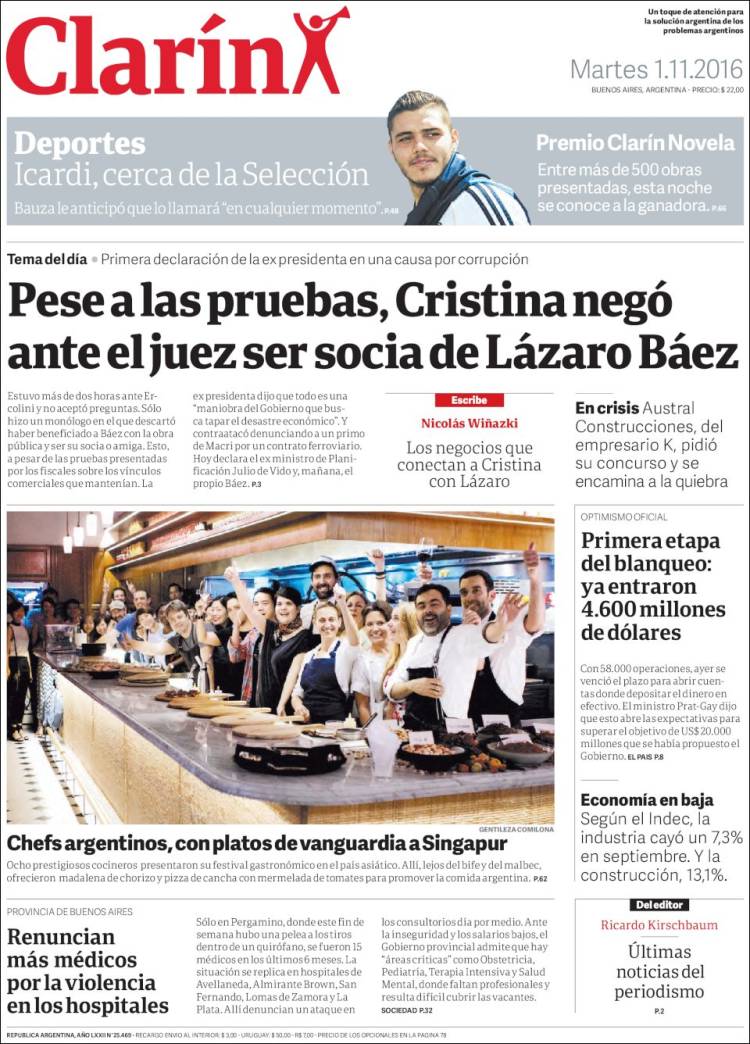 Clarín
Un toque de atención para
la solución argentina de los
problemas argentinos
Martes 1.11.2016
BUENOS AIRES, ARGENTINA - PRECIO: $ 22,00
Deportes
Icardi, cerca de la Selección
Bauza le anticipó que lo llamará “en cualquier momento”. P.48
Premio Clarín Novela
Entre más de 500 obras
presentadas, esta noche
se conoce a la ganadora. P.66
Tema del día • Primera declaración de la ex presidenta en una causa por corrupción
Pese a las pruebas, Cristina negó
ante el juez ser socia de Lázaro Báez
Estuvo más de dos horas ante Er-
colini y no aceptó preguntas. Sólo
hizo un monólogo en el que descartó
haber beneficiado a Báez con la obra
pública y ser su socia o amiga. Esto,
a pesar de las pruebas presentadas
por los fiscales sobre los vínculos
comerciales que mantenían. La
ex presidenta dijo que todo es una
“maniobra del Gobierno que bus-
ca tapar el desastre económico”. Y
contraatacó denunciando a un primo
de Macri por un contrato ferroviario.
Hoy declara el ex ministro de Plani-
ficación Julio de Vido y, mañana, el
propio Báez. P.3
Escribe
Nicolás Wiñazki
Los negocios que
conectan a Cristina
con Lázaro
En crisis Austral
Construcciones, del
empresario K, pidió
su concurso y se
encamina a la quiebra
GENTILEZA COMILONA
Chefs argentinos, con platos de vanguardia a Singapur
Ocho prestigiosos cocineros presentaron su festival gastronómico en el país asiático. Allí, lejos del bife y del malbec,
ofrecieron madalena de chorizo y pizza de cancha con mermelada de tomates para promover la comida argentina. P.62
OPTIMISMO OFICIAL
Primera etapa
del blanqueo:
ya entraron
4.600 millones
de dólares
Con 58.000 operaciones, ayer se
venció el plazo para abrir cuen-
tas donde depositar el dinero en
efectivo. El ministro Prat-Gay dijo
que esto abre las expectativas para
superar el objetivo de US$ 20.000
millones que se había propuesto el
Gobierno. EL PAIS P.8
Economía en baja
Según el Indec, la
industria cayó un 7,3%
en septiembre. Y la
construcción, 13,1%.
PROVINCIA DE BUENOS AIRES
Renuncian
más médicos
por la violencia
en los hospitales
Sólo en Pergamino, donde este fin de
semana hubo una pelea a los tiros
dentro de un quirófano, se fueron 15
médicos en los últimos 6 meses. La
situación se replica en hospitales de
Avellaneda, Almirante Brown, San
Fernando, Lomas de Zamora y La
Plata. Allí denuncian un ataque en
los consultorios día por medio. Ante
la inseguridad y los salarios bajos, el
Gobierno provincial admite que hay
“áreas críticas” como Obstetricia,
Pediatría, Terapia Intensiva y Salud
Mental, donde faltan profesionales y
resulta difícil cubrir las vacantes.
SOCIEDAD P.32
Del editor
Ricardo Kirschbaum
Últimas
noticias del
periodismo
P.2
REPUBLICA ARGENTINA, AÑO LXXII Nº 25.469 - RECARGO ENVIO AL INTERIOR: $ 3,00 - URUGUAY: $ 50,00 - R$ 7,00 - PRECIO DE LOS OPCIONALES EN LA PAGINA 78